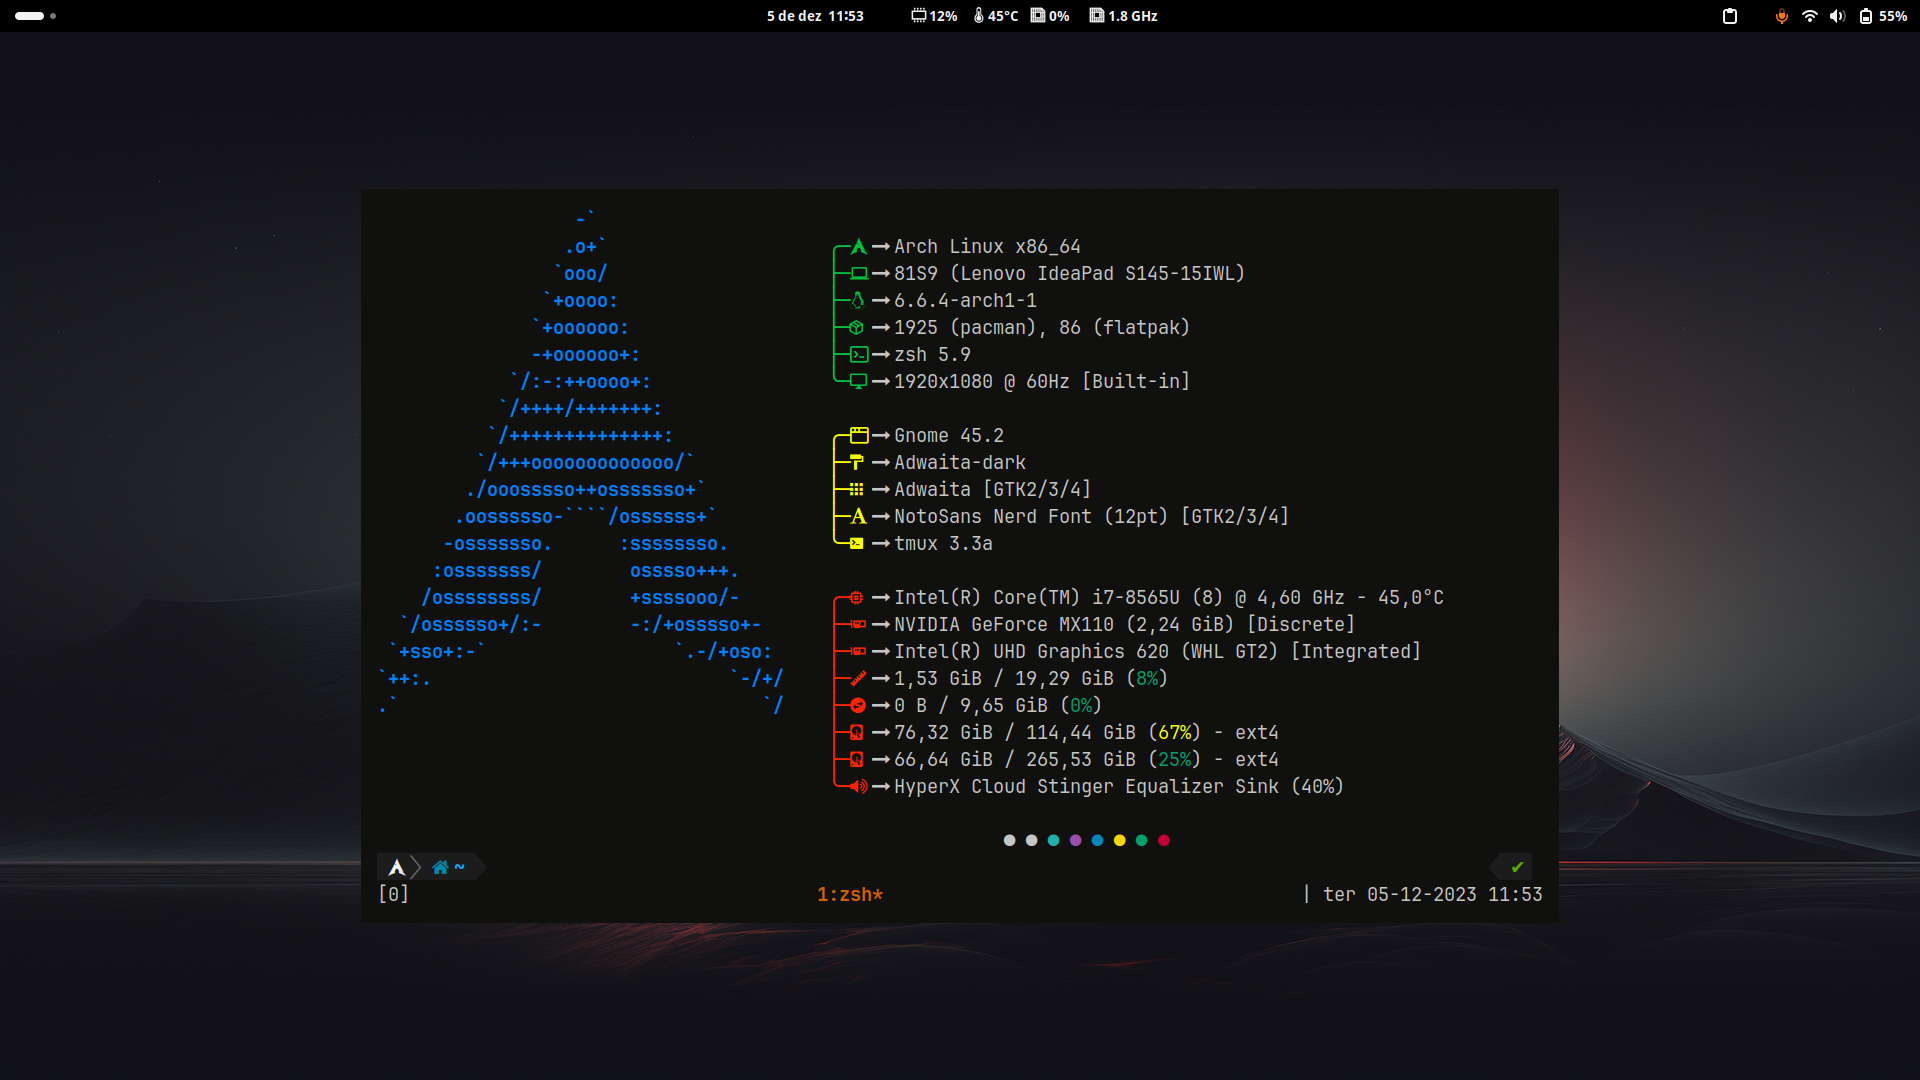 5 de dez 11:53 12% 45°C 0% 1.8 GHz 55%
-`
.o+`
`ooo/
`+oooo:
`+oooooo:
-+oooooo+:
`/:-:++oooo+:
`/++++/+++++++:
`/++++++++++++++:
`/+++ooooooooooooo/`
./ooosssso++osssssso+`
.oossssso-````/ossssss+`
-osssssso. :ssssssso.
:osssssss/ osssso+++.
/ossssssss/ +ssssooo/-
`/ossssso+/:- -:/+osssso+-
`+sso+:-` `.-/+oso:
`++:. `-/+/
.` `/
Arch Linux x86_64
81S9 (Lenovo IdeaPad S145-15IWL)
6.6.4-arch1-1
1925 (pacman), 86 (flatpak)
zsh 5.9
1920x1080 @ 60Hz [Built-in]
Gnome 45.2
Adwaita-dark
Adwaita [GTK2/3/4]
NotoSans Nerd Font (12pt) [GTK2/3/4]
tmux 3.3a
Intel(R) Core(TM) i7-8565U (8) @ 4,60 GHz - 45,0°C
NVIDIA GeForce MX110 (2,24 GiB) [Discrete]
Intel(R) UHD Graphics 620 (WHL GT2) [Integrated]
1,53 GiB / 19,29 GiB (8%)
0 B / 9,65 GiB (0%)
76,32 GiB / 114,44 GiB (67%) - ext4
66,64 GiB / 265,53 GiB (25%) - ext4
HyperX Cloud Stinger Equalizer Sink (40%)
~ ✔
[0] 1:zsh* | ter 05-12-2023 11:53